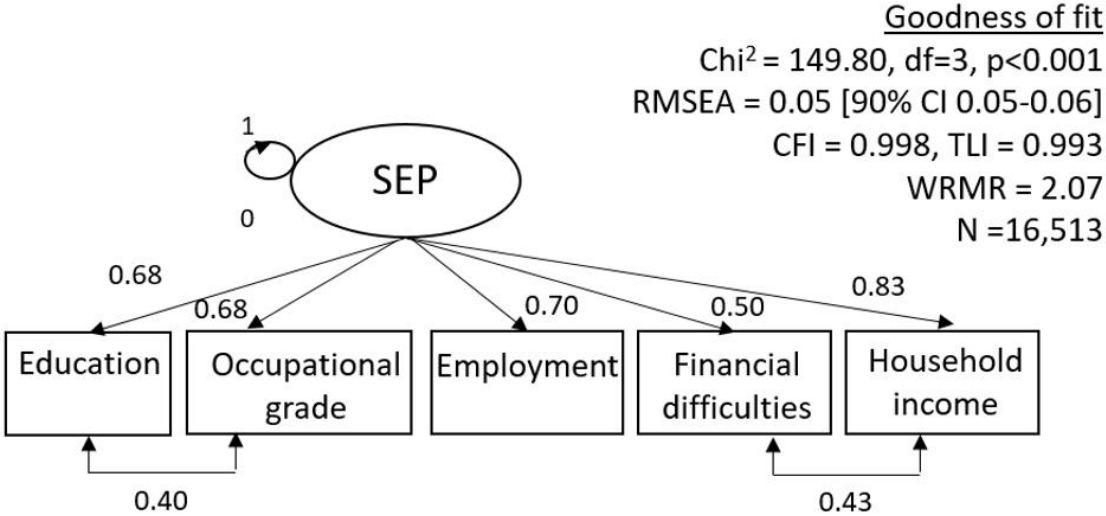 Goodness of fit
Chi² = 149.80, df=3, p<0.001
RMSEA = 0.05 [90% CI 0.05-0.06]
CFI = 0.998, TLI = 0.993
WRMR = 2.07
N =16,513
1
SEP
0
0.68
0.68
0.70
0.50
0.83
Education
Occupational
grade
Employment
Financial
difficulties
Household
income
0.40
0.43